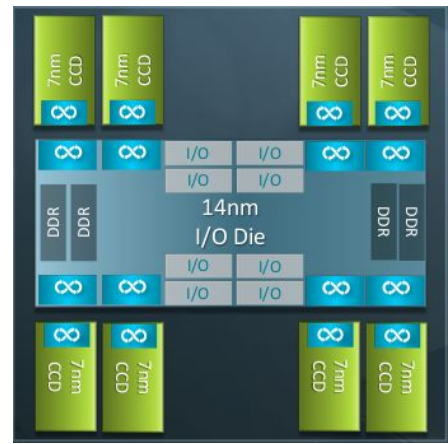 7nm CCD
7nm CCD
7nm CCD
7nm CCD
∞ ∞ ∞ ∞
∞ ∞ I/O I/O ∞ ∞
I/O I/O
DDR DDR 14nm DDR DDR
I/O Die
I/O I/O
∞ ∞ I/O I/O ∞ ∞
∞ ∞ ∞ ∞
7nm CCD
7nm CCD
7nm CCD
7nm CCD